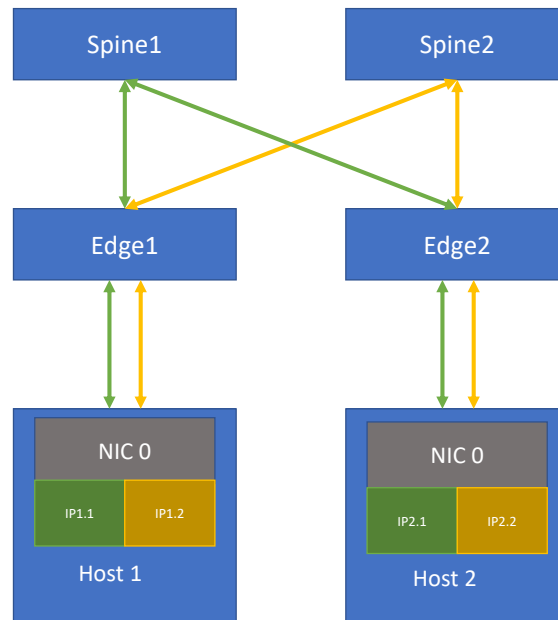 Spine1
Spine2
Edge1
Edge2
NIC 0
IP1.1
IP1.2
Host 1
NIC 0
IP2.1
IP2.2
Host 2